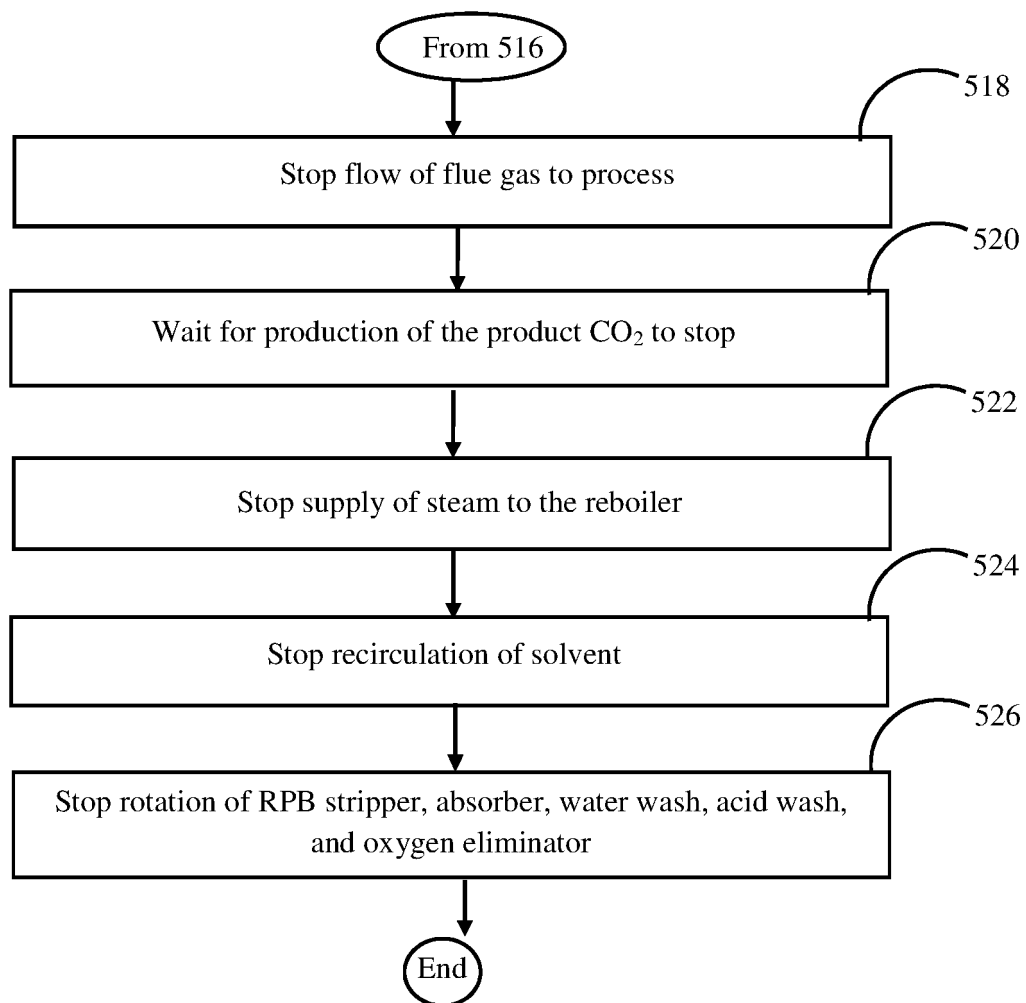 From 516
518
Stop flow of flue gas to process
520
Wait for production of the product CO₂ to stop
522
Stop supply of steam to the reboiler
524
Stop recirculation of solvent
526
Stop rotation of RPB stripper, absorber, water wash, acid wash,
and oxygen eliminator
End